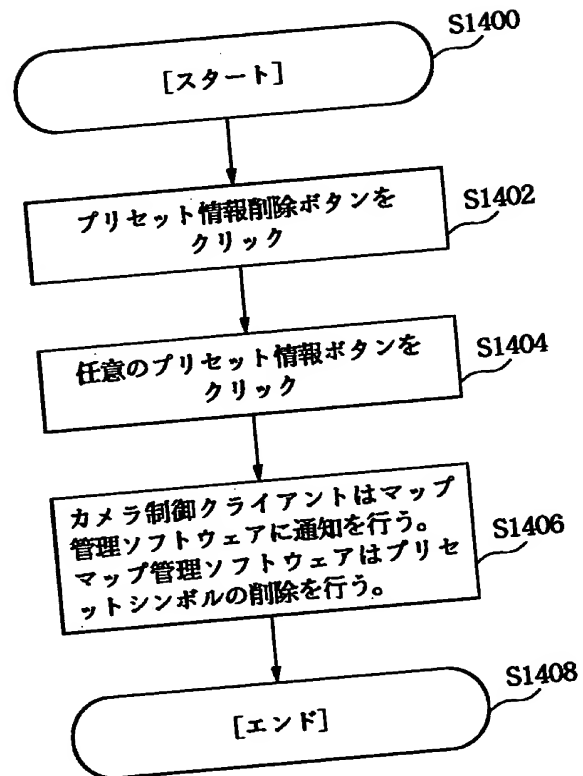 S1400
[スタート]
S1402
プリセット情報削除ボタンを
クリック
S1404
任意のプリセット情報ボタンを
クリック
S1406
カメラ制御クライアントはマップ
管理ソフトウェアに通知を行う。
マップ管理ソフトウェアはプリセ
ットシンボルの削除を行う。
S1408
[エンド]